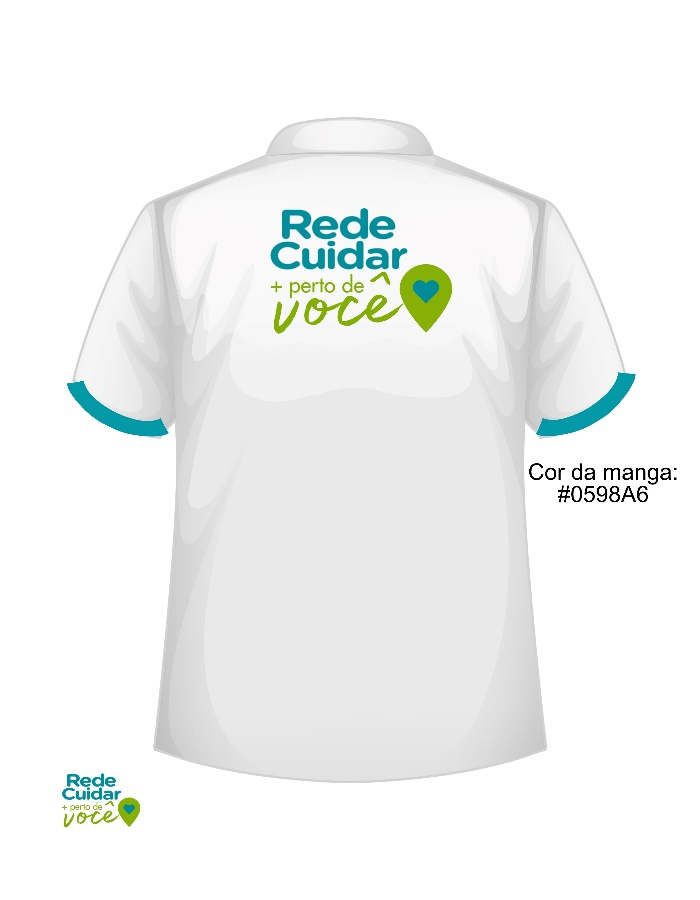 Rede
Cuidar
+ perto de
você
Cor da manga:
#0598A6
Rede
Cuidar
+ perto de
você